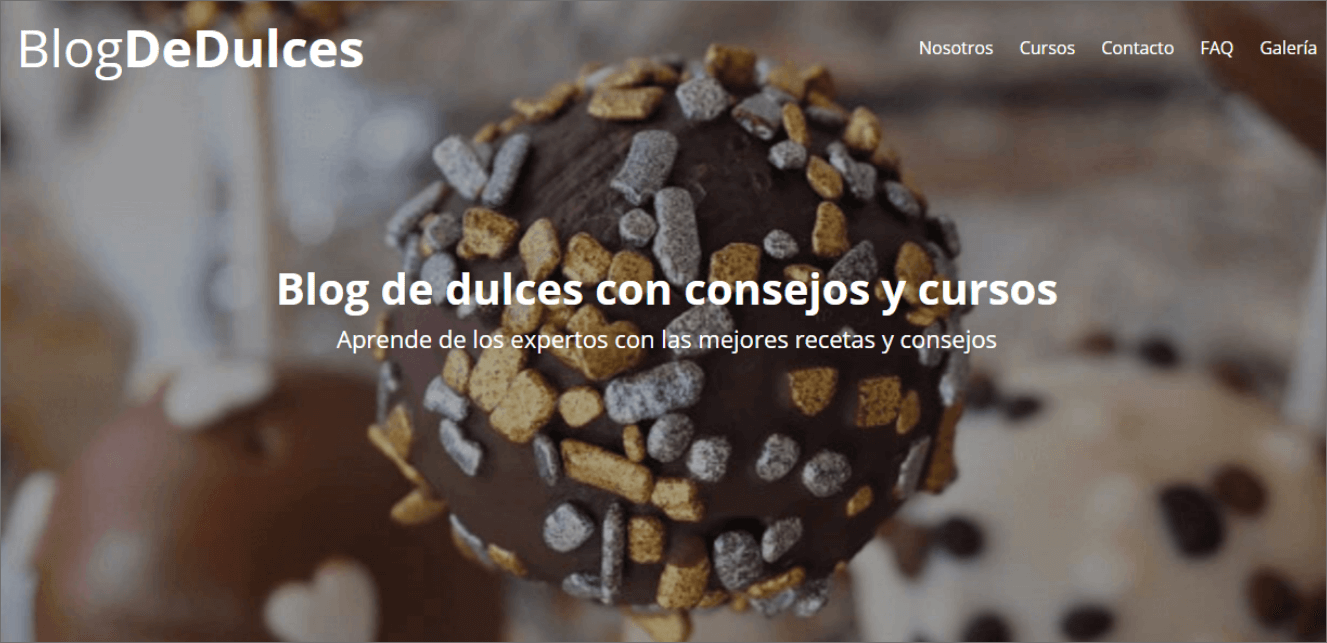 BlogDeDulces
Nosotros Cursos Contacto FAQ Galería
Blog de dulces con consejos y cursos
Aprende de los expertos con las mejores recetas y consejos